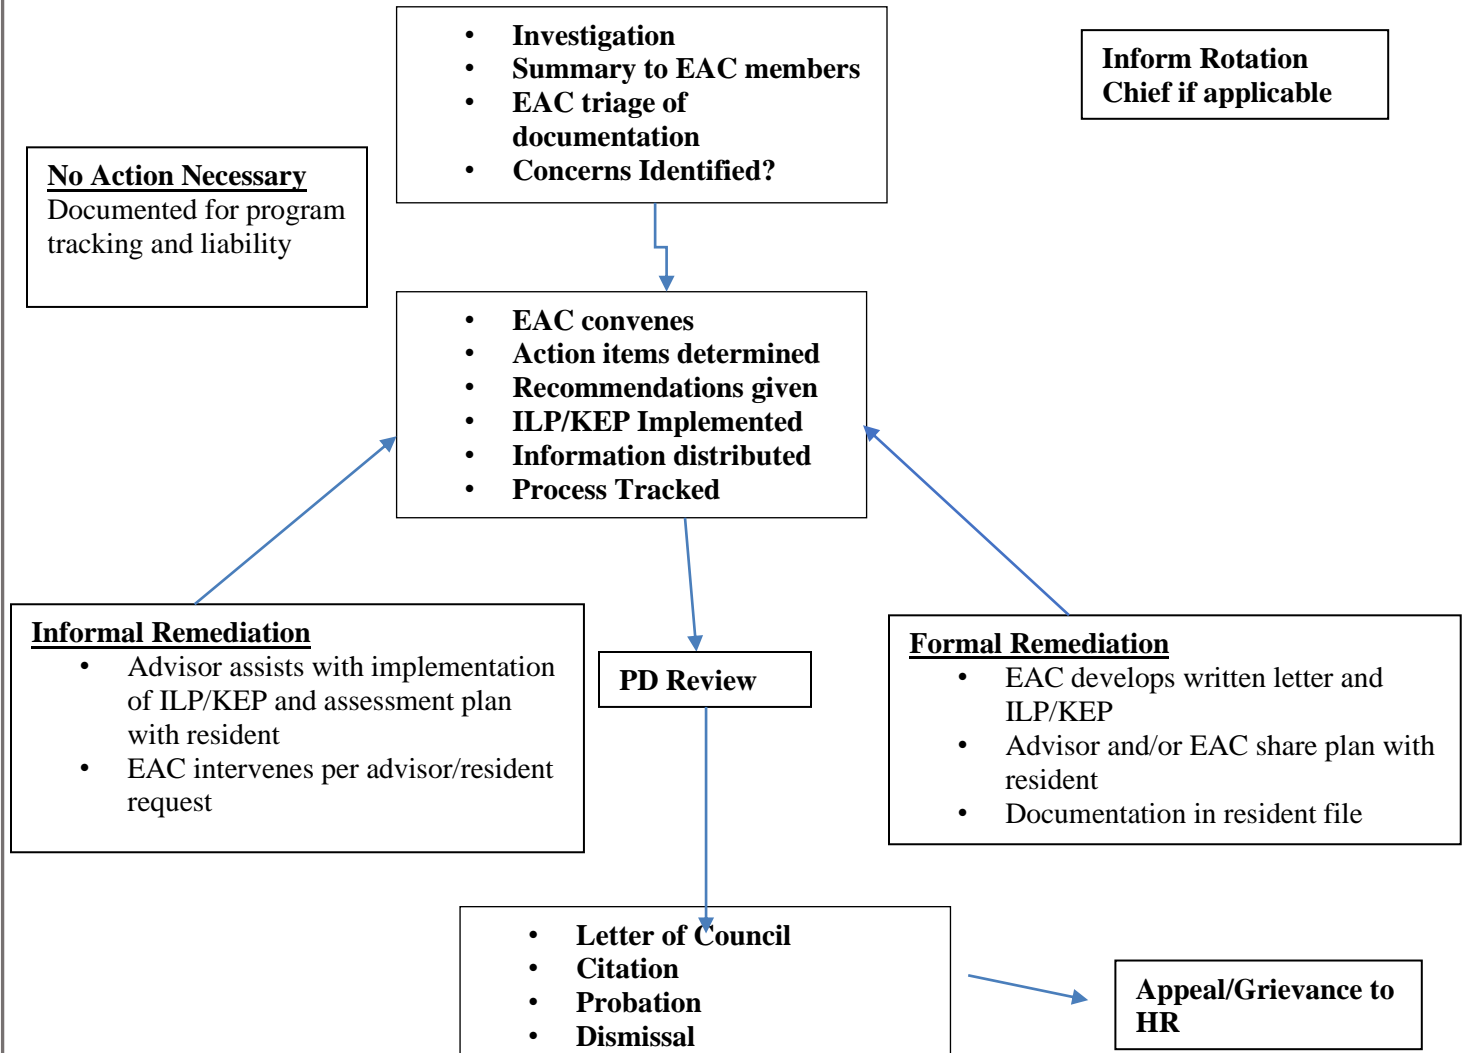 • Investigation
• Summary to EAC members
• EAC triage of
documentation
• Concerns Identified?
Inform Rotation
Chief if applicable
No Action Necessary
Documented for program
tracking and liability
• EAC convenes
• Action items determined
• Recommendations given
• ILP/KEP Implemented
• Information distributed
• Process Tracked
Informal Remediation
• Advisor assists with implementation
of ILP/KEP and assessment plan
with resident
• EAC intervenes per advisor/resident
request
PD Review
Formal Remediation
• EAC develops written letter and
ILP/KEP
• Advisor and/or EAC share plan with
resident
• Documentation in resident file
• Letter of Council
• Citation
• Probation
• Dismissal
Appeal/Grievance to
HR